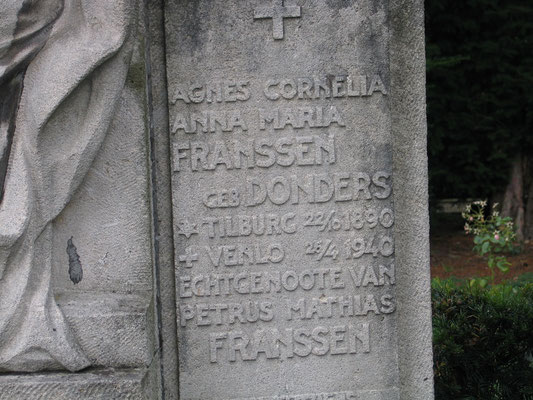 AGNES CORNELIA
ANNA MARIA
FRANSSEN
GEB DONDERS
* TILBURG 22/6 1890
+ VENLO 25/4 1940
ECHTGENOOTE VAN
PETRUS MATHIAS
FRANSSEN